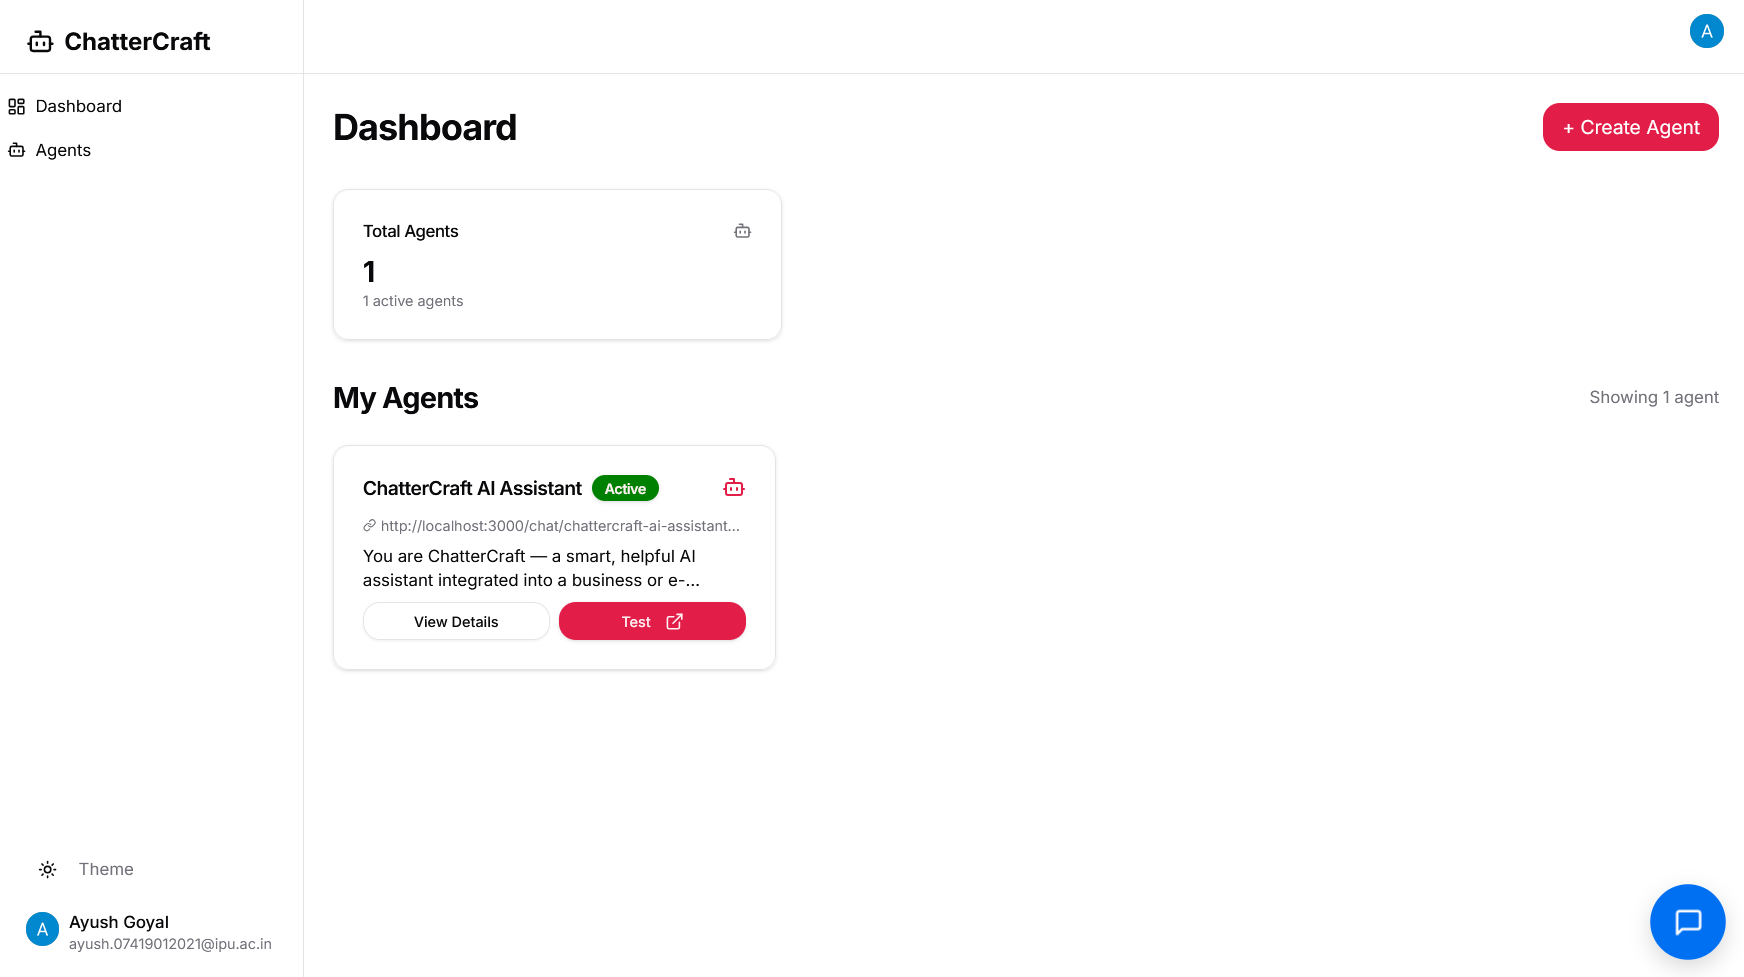 ChatterCraft
A
Dashboard
Agents
Dashboard
+ Create Agent
Total Agents
1
1 active agents
My Agents
Showing 1 agent
ChatterCraft AI Assistant Active
http://localhost:3000/chat/chattercraft-ai-assistant...
You are ChatterCraft — a smart, helpful AI
assistant integrated into a business or e-...
View Details
Test
Theme
A
Ayush Goyal
ayush.07419012021@ipu.ac.in